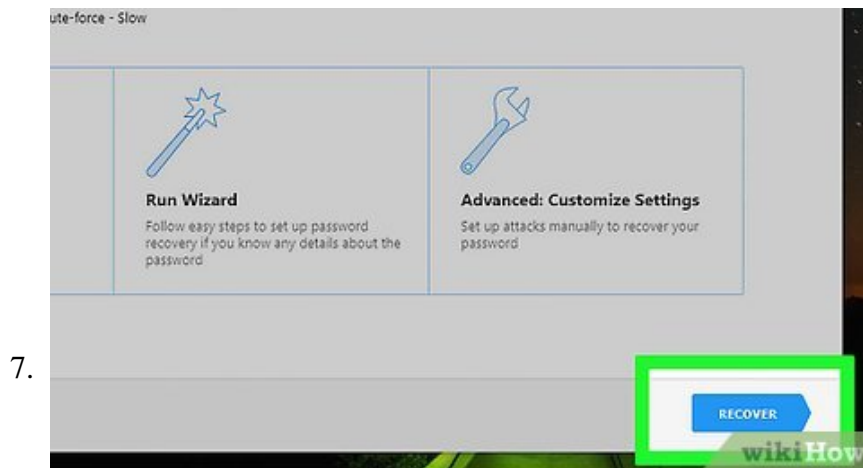 ute-force - Slow
Run Wizard
Follow easy steps to set up password
recovery if you know any details about the
password
Advanced: Customize Settings
Set up attacks manually to recover your
password
7.
RECOVER
wikiHow